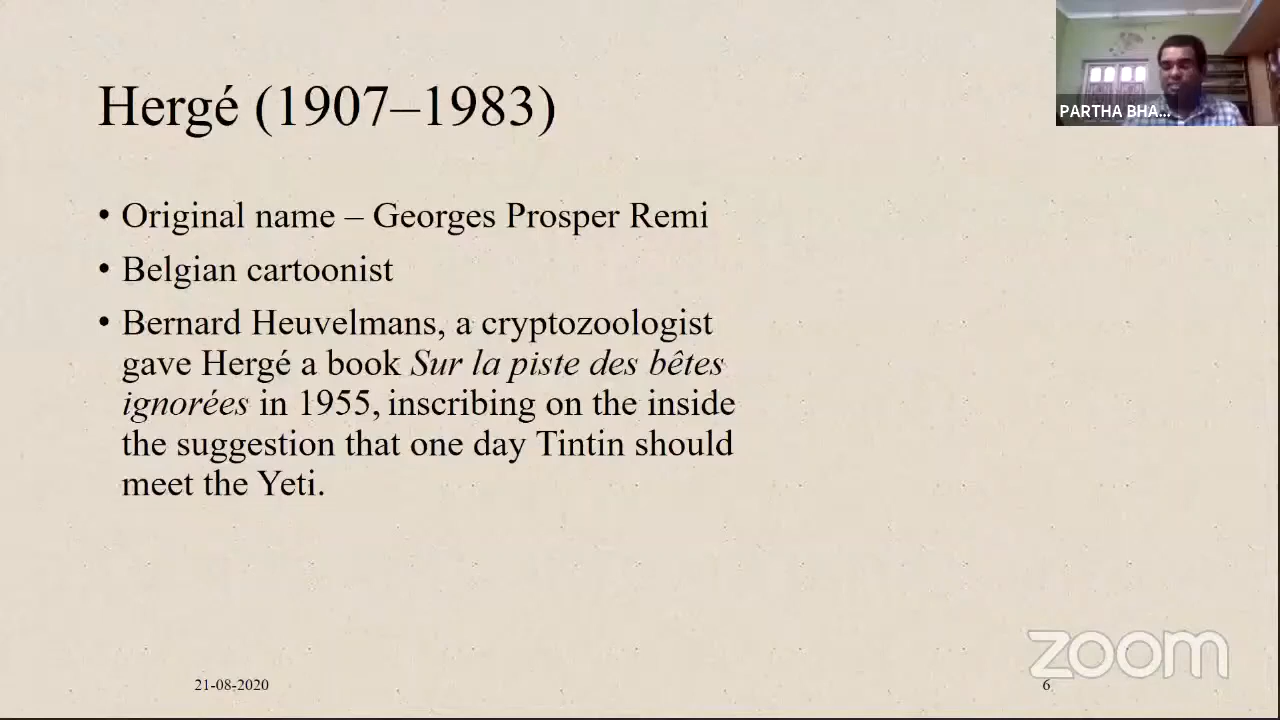 Hergé (1907–1983)
PARTHA BHA...
• Original name – Georges Prosper Remi
• Belgian cartoonist
• Bernard Heuvelmans, a cryptozoologist
gave Hergé a book Sur la piste des bêtes
ignorées in 1955, inscribing on the inside
the suggestion that one day Tintin should
meet the Yeti.
zoom
21-08-2020
6